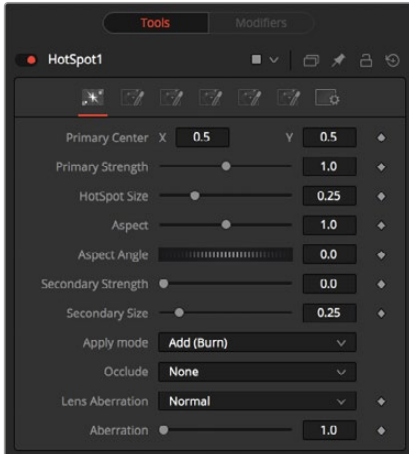 Tools Modifiers
HotSpot1
Primary Center X 0.5 Y 0.5
Primary Strength 1.0
HotSpot Size 0.25
Aspect 1.0
Aspect Angle 0.0
Secondary Strength 0.0
Secondary Size 0.25
Apply mode Add (Burn)
Occlude None
Lens Aberration Normal
Aberration 1.0